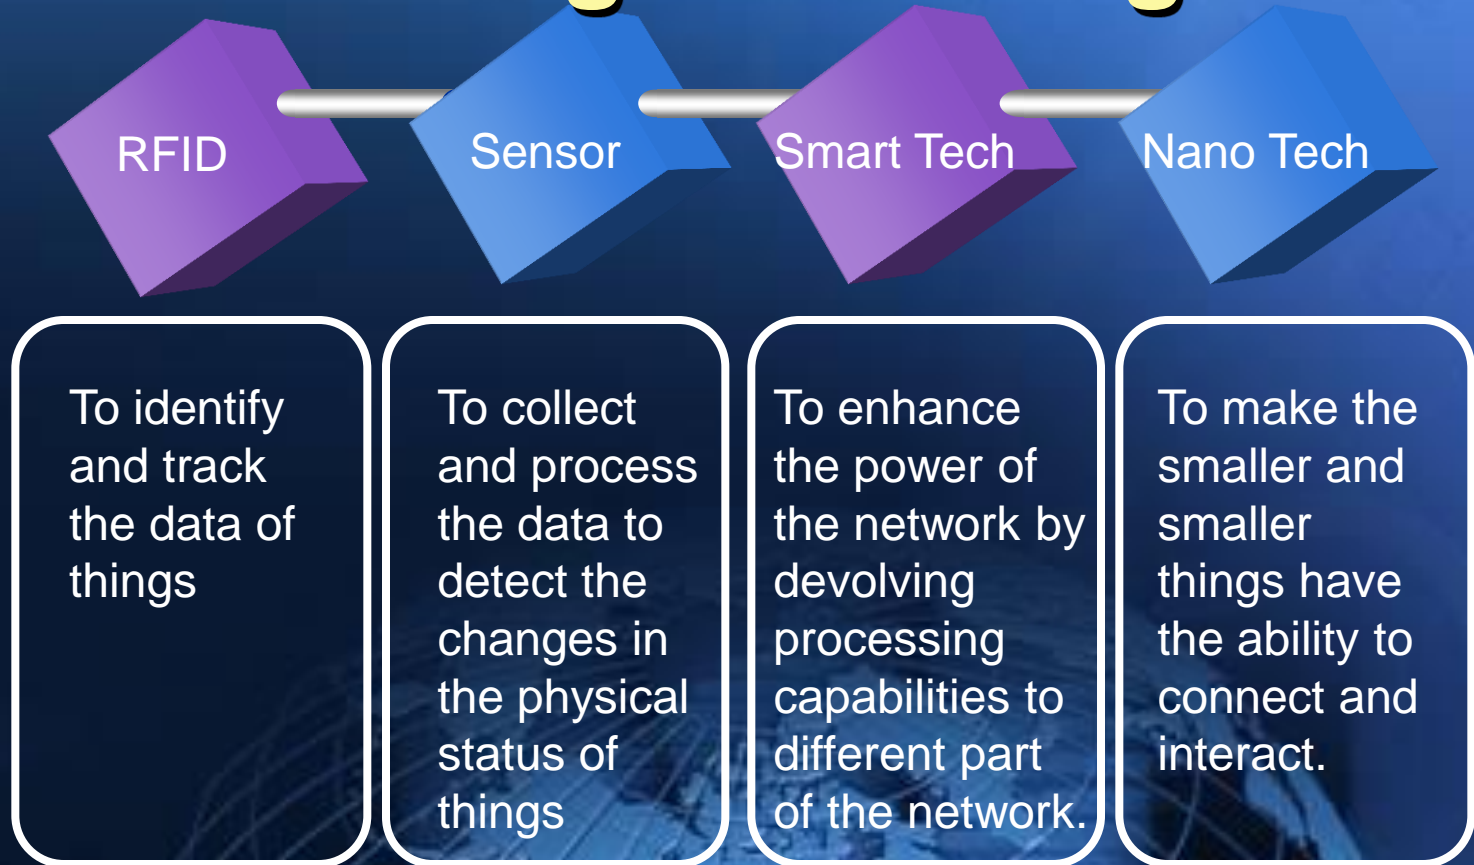 RFID
Sensor
Smart Tech
Nano Tech
To identify
and track
the data of
things
To collect
and process
the data to
detect the
changes in
the physical
status of
things
To enhance
the power of
the network by
devolving
processing
capabilities to
different part
of the network.
To make the
smaller and
smaller
things have
the ability to
connect and
interact.